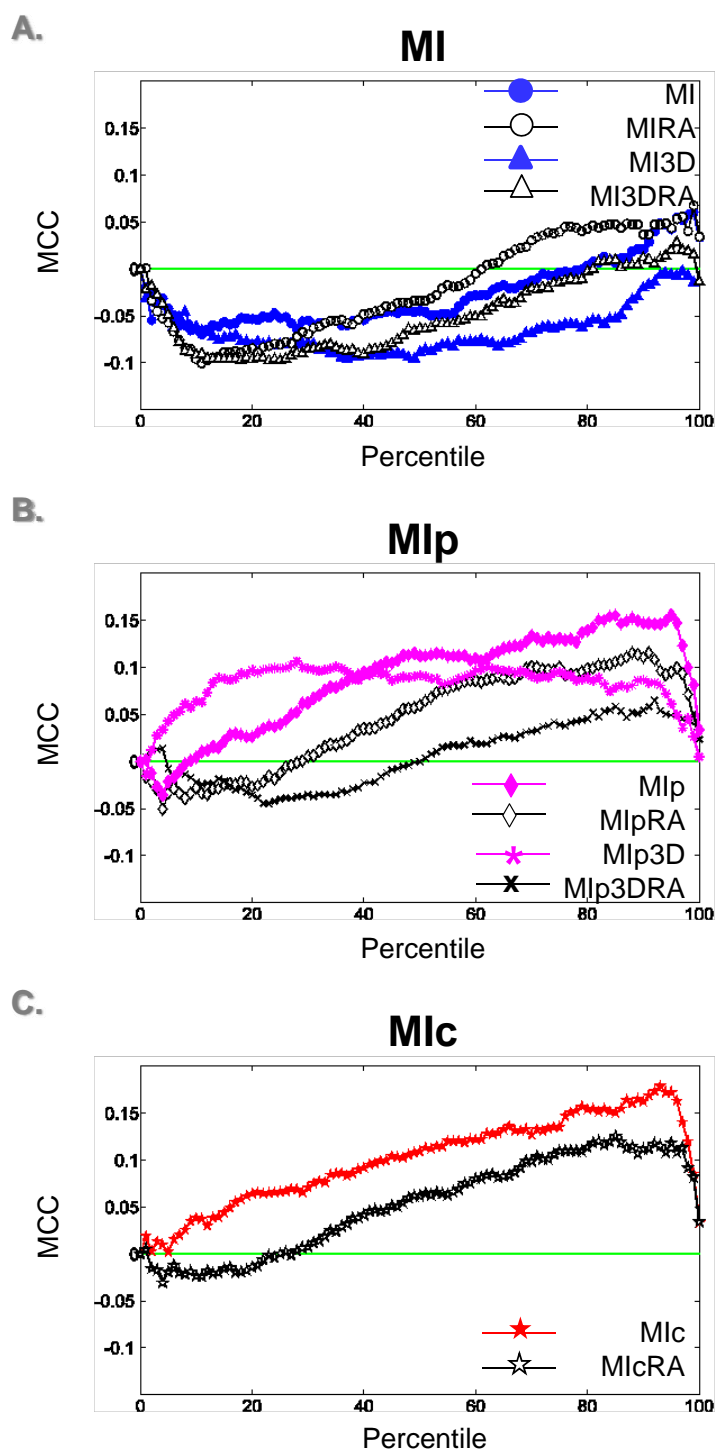 A.
MI
MI
MIRA
MI3D
MI3DRA
0.15
0.1
0.05
0
-0.05
-0.1
MCC
0 20 40 60 80 100
Percentile
B.
MIp
0.15
0.1
0.05
0
-0.05
-0.1
MCC
MIp
MIpRA
MIp3D
MIp3DRA
0 20 40 60 80 100
Percentile
C.
MIc
0.15
0.1
0.05
0
-0.05
-0.1
MCC
MIc
MIcRA
0 20 40 60 80 100
Percentile